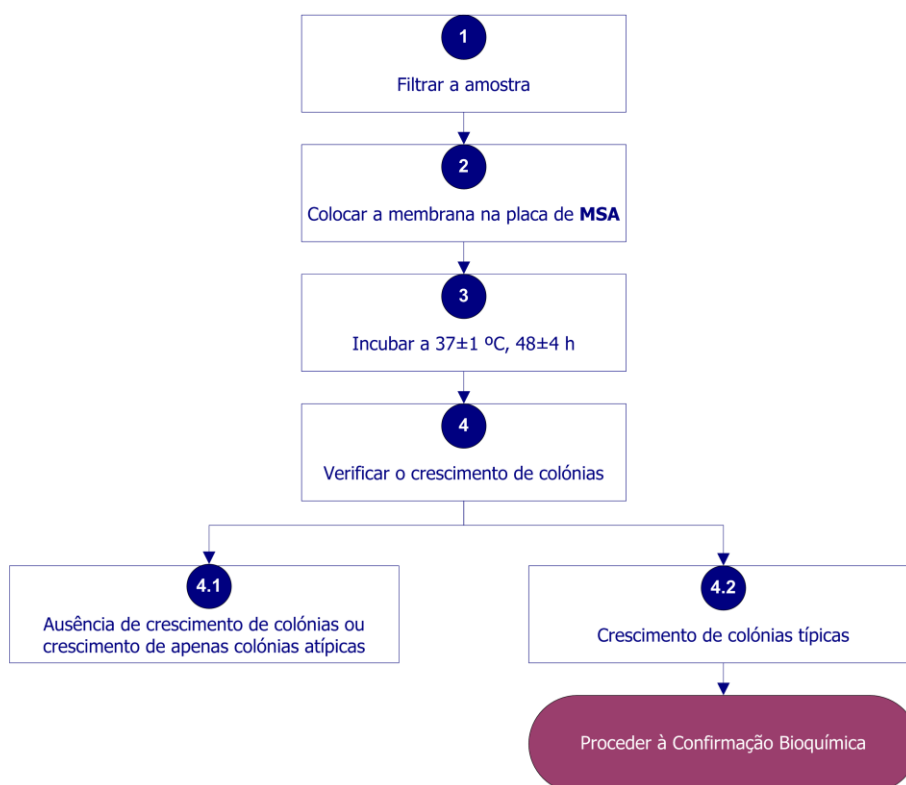 1
Filtrar a amostra
2
Colocar a membrana na placa de MSA
3
Incubar a 37±1 ºC, 48±4 h
4
Verificar o crescimento de colónias
4.1
Ausência de crescimento de colónias ou
crescimento de apenas colónias atípicas
4.2
Crescimento de colónias típicas
Proceder à Confirmação Bioquímica